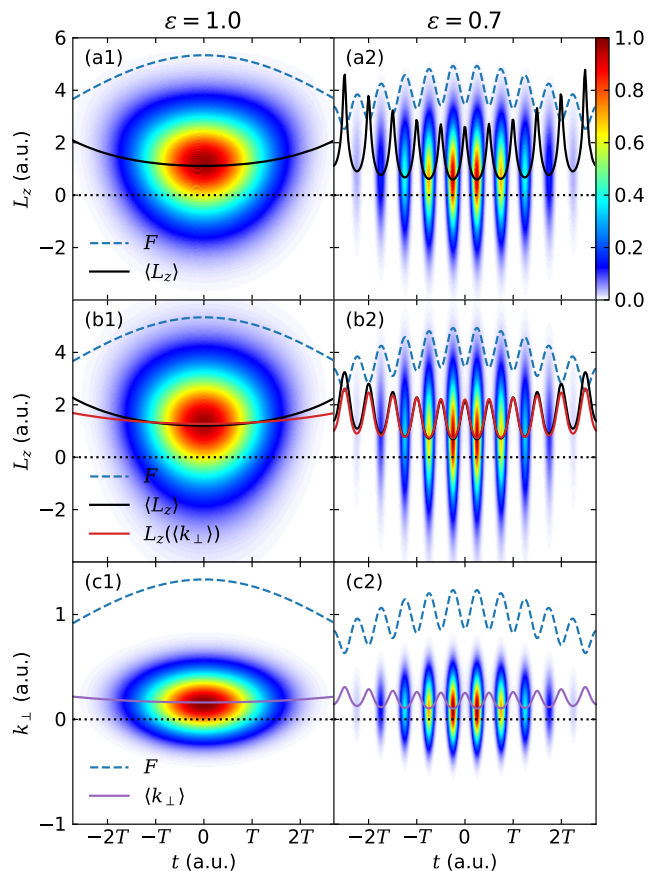 ε = 1.0 ε = 0.7
(a1) (a2)
6
4
2
0
−2
L_z (a.u.)
F
⟨L_z⟩
1.0
0.8
0.6
0.4
0.2
0.0
(b1) (b2)
4
2
0
−2
L_z (a.u.)
F
⟨L_z⟩
L_z(⟨k_⊥⟩)
(c1) (c2)
1
0
−1
k_⊥ (a.u.)
F
⟨k_⊥⟩
−2T −T 0 T 2T −2T −T 0 T 2T
t (a.u.) t (a.u.)